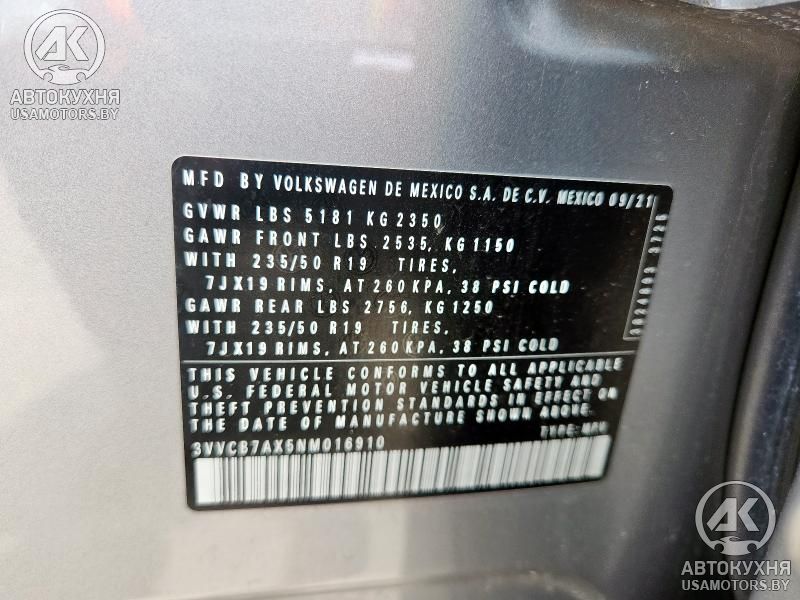 АК
АВТОКУХНЯ
USAMOTORS.BY
MFD BY VOLKSWAGEN DE MEXICO S.A. DE C.V. MEXICO 09/21
GVWR LBS 5181 KG 2350
GAWR FRONT LBS 2535, KG 1150
WITH 235/50 R19 TIRES,
7JX19 RIMS, AT 260 KPA, 38 PSI COLD
GAWR REAR LBS 2756, KG 1250
WITH 235/50 R19 TIRES,
7JX19 RIMS, AT 260 KPA, 38 PSI COLD
THIS VEHICLE CONFORMS TO ALL APPLICABLE
U.S. FEDERAL MOTOR VEHICLE SAFETY AND
THEFT PREVENTION STANDARDS IN EFFECT ON
THE DATE OF MANUFACTURE SHOWN ABOVE.
3VVCB7AX5NM016910 TYPE: MPV
АК
АВТОКУХНЯ
USAMOTORS.BY